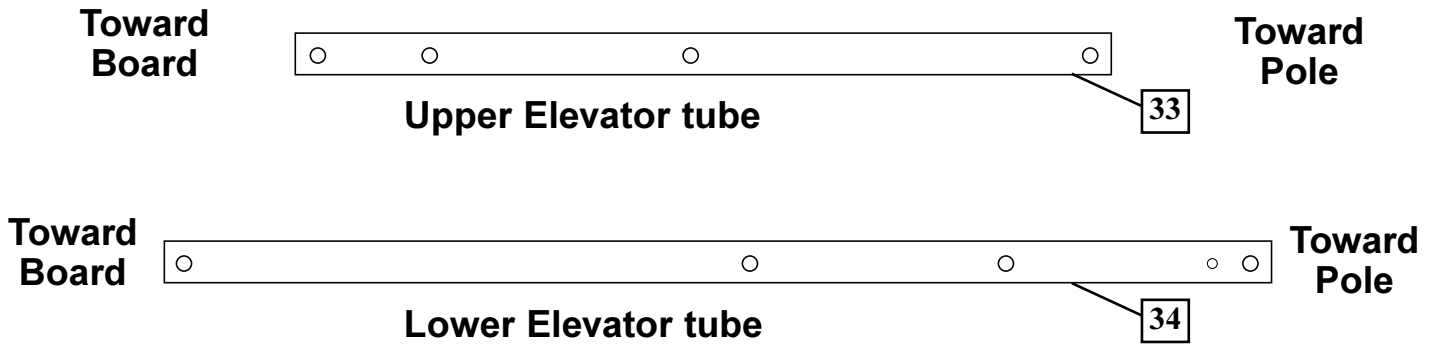 Toward
Board
Toward
Pole
33
Upper Elevator tube
Toward
Board
Toward
Pole
34
Lower Elevator tube